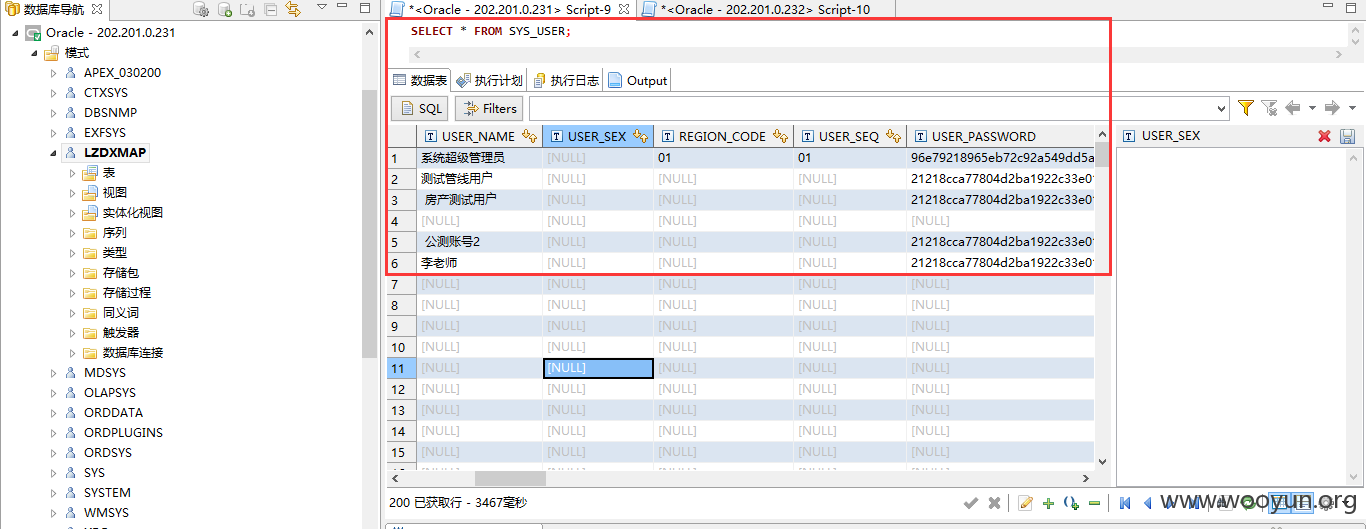 数据库导航
*<Oracle - 202.201.0.231> Script-9
*<Oracle - 202.201.0.232> Script-10
Oracle - 202.201.0.231
模式
APEX_030200
CTXSYS
DBSNMP
EXFSYS
LZDXMAP
表
视图
实体化视图
序列
类型
存储包
存储过程
同义词
触发器
数据库连接
MDSYS
OLAPSYS
ORDDATA
ORDPLUGINS
ORDSYS
SYS
SYSTEM
WMSYS
SELECT * FROM SYS_USER;
数据表 执行计划 执行日志 Output
SQL Filters
USER_NAME USER_SEX REGION_CODE USER_SEQ USER_PASSWORD
1 系统超级管理员 [NULL] 01 01 96e79218965eb72c92a549dd5a
2 测试管线用户 [NULL] [NULL] [NULL] 21218cca77804d2ba1922c33e01
3 房产测试用户 [NULL] [NULL] [NULL] 21218cca77804d2ba1922c33e01
4 [NULL] [NULL] [NULL] [NULL] [NULL]
5 公测账号2 [NULL] [NULL] [NULL] 21218cca77804d2ba1922c33e01
6 李老师 [NULL] [NULL] [NULL] 21218cca77804d2ba1922c33e01
7 [NULL] [NULL] [NULL] [NULL] [NULL]
8 [NULL] [NULL] [NULL] [NULL] [NULL]
9 [NULL] [NULL] [NULL] [NULL] [NULL]
10 [NULL] [NULL] [NULL] [NULL] [NULL]
11 [NULL] [NULL] [NULL] [NULL] [NULL]
12 [NULL] [NULL] [NULL] [NULL] [NULL]
13 [NULL] [NULL] [NULL] [NULL] [NULL]
14 [NULL] [NULL] [NULL] [NULL] [NULL]
15 [NULL] [NULL] [NULL] [NULL] [NULL]
USER_SEX
200 已获取行 - 3467毫秒
www.wooyun.org